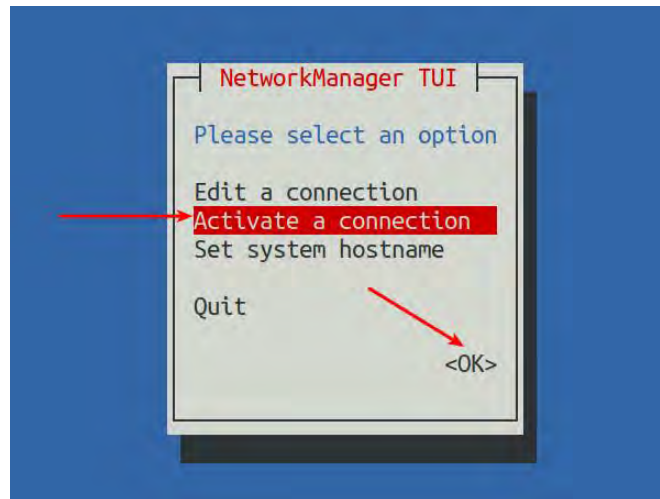 NetworkManager TUI
Please select an option
Edit a connection
Activate a connection
Set system hostname
Quit
<OK>